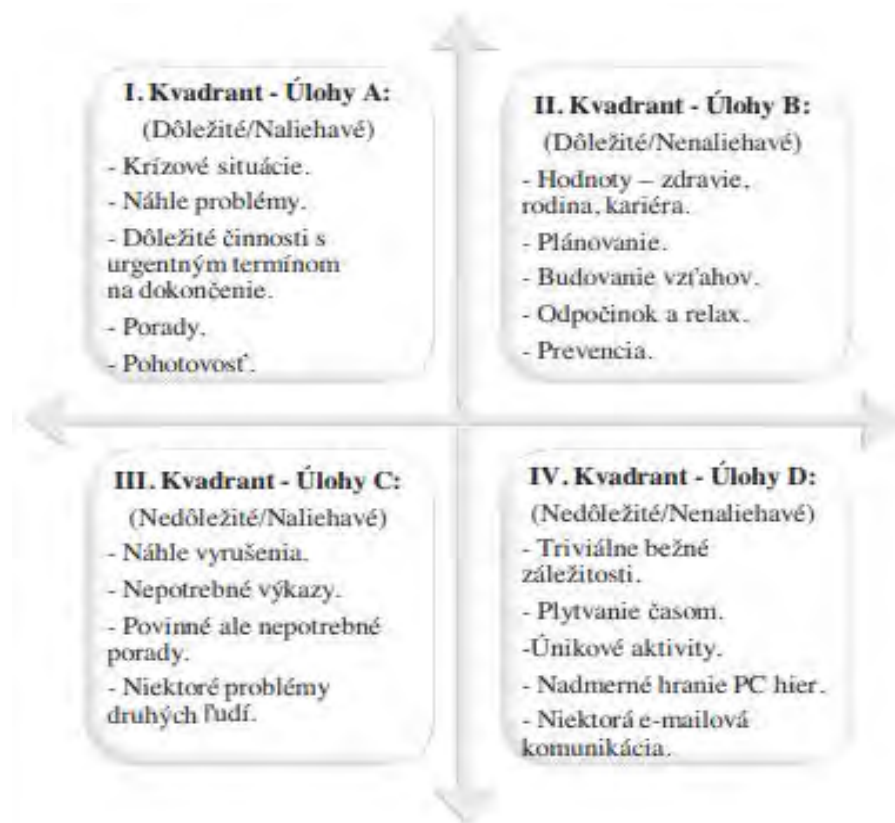 I. Kvadrant - Úlohy A:
(Dôležité/Naliehavé)
- Krízové situácie.
- Náhle problémy.
- Dôležité činnosti s
urgentným termínom
na dokončenie.
- Porady.
- Pohotovosť.
II. Kvadrant - Úlohy B:
(Dôležité/Nenaliehavé)
- Hodnoty – zdravie,
rodina, kariéra.
- Plánovanie.
- Budovanie vzťahov.
- Odpočinok a relax.
- Prevencia.
III. Kvadrant - Úlohy C:
(Nedôležité/Naliehavé)
- Náhle vyrušenia.
- Nepotrebné výkazy.
- Povinné ale nepotrebné
porady.
- Niektoré problémy
druhých ľudí.
IV. Kvadrant - Úlohy D:
(Nedôležité/Nenaliehavé)
- Triviálne bežné
záležitosti.
- Plytvanie časom.
-Únikové aktivity.
- Nadmerné hranie PC hier.
- Niektorá e-mailová
komunikácia.